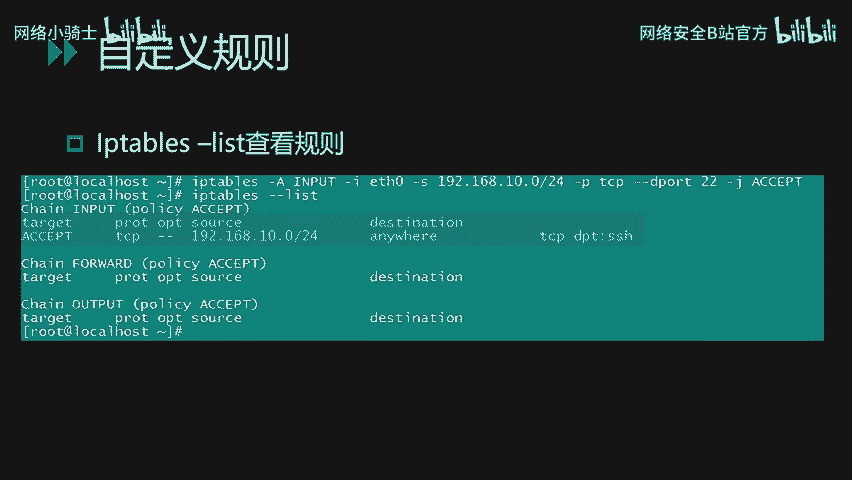 网络小骑士 bilibili
网络安全B站官方 bilibili
自定义规则
Iptables –list查看规则
[root@localhost ~]# iptables -A INPUT -i eth0 -s 192.168.10.0/24 -p tcp --dport 22 -j ACCEPT
[root@localhost ~]# iptables --list
Chain INPUT (policy ACCEPT)
target prot opt source destination
ACCEPT tcp -- 192.168.10.0/24 anywhere tcp dpt:ssh
Chain FORWARD (policy ACCEPT)
target prot opt source destination
Chain OUTPUT (policy ACCEPT)
target prot opt source destination
[root@localhost ~]#